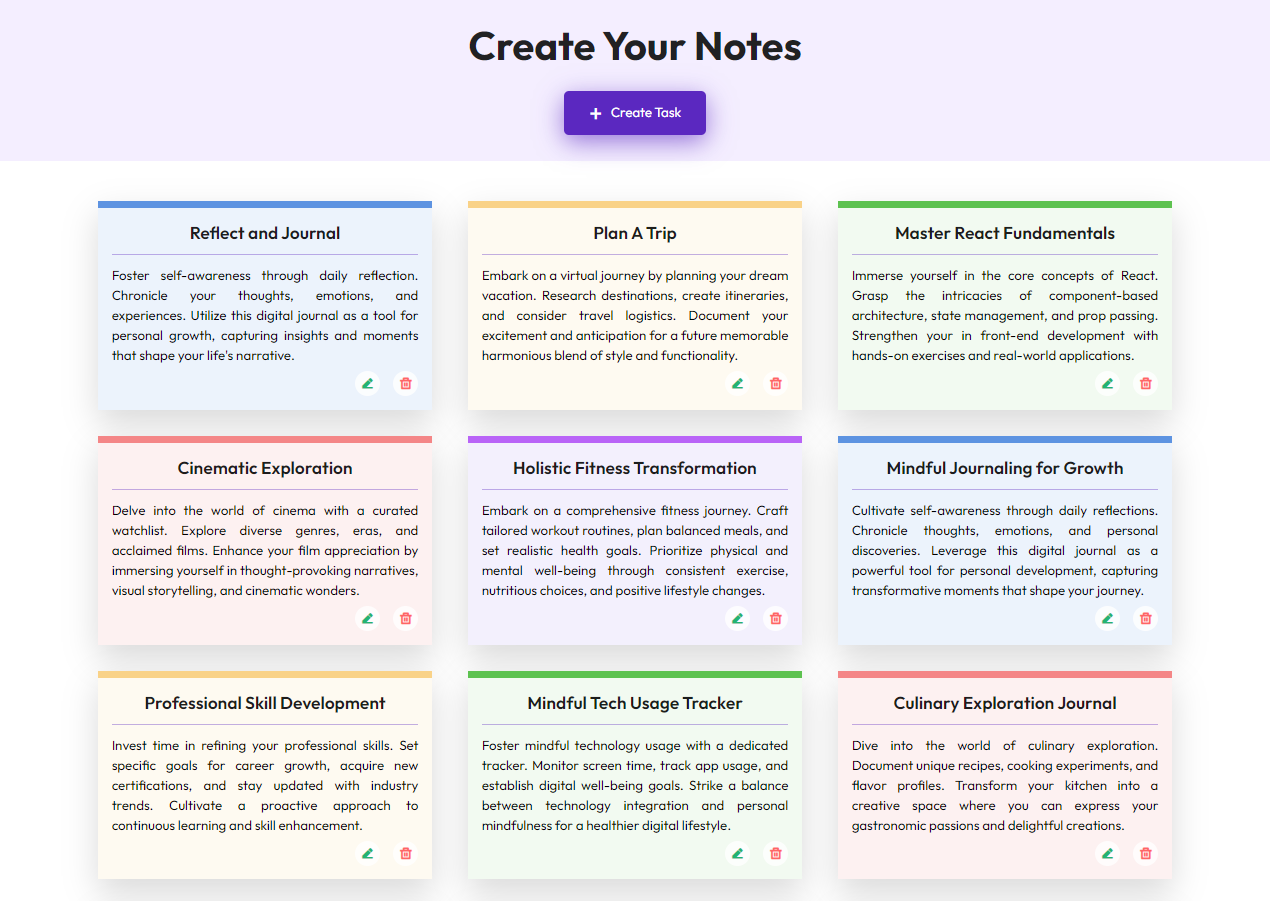 Create Your Notes
Create Task
Reflect and Journal
Foster self-awareness through daily reflection.
Chronicle your thoughts, emotions, and
experiences. Utilize this digital journal as a tool for
personal growth, capturing insights and moments
that shape your life's narrative.
Plan A Trip
Embark on a virtual journey by planning your dream
vacation. Research destinations, create itineraries,
and consider travel logistics. Document your
excitement and anticipation for a future memorable
harmonious blend of style and functionality.
Master React Fundamentals
Immerse yourself in the core concepts of React.
Grasp the intricacies of component-based
architecture, state management, and prop passing.
Strengthen your in front-end development with
hands-on exercises and real-world applications.
Cinematic Exploration
Delve into the world of cinema with a curated
watchlist. Explore diverse genres, eras, and
acclaimed films. Enhance your film appreciation by
immersing yourself in thought-provoking narratives,
visual storytelling, and cinematic wonders.
Holistic Fitness Transformation
Embark on a comprehensive fitness journey. Craft
tailored workout routines, plan balanced meals, and
set realistic health goals. Prioritize physical and
mental well-being through consistent exercise,
nutritious choices, and positive lifestyle changes.
Mindful Journaling for Growth
Cultivate self-awareness through daily reflections.
Chronicle thoughts, emotions, and personal
discoveries. Leverage this digital journal as a
powerful tool for personal development, capturing
transformative moments that shape your journey.
Professional Skill Development
Invest time in refining your professional skills. Set
specific goals for career growth, acquire new
certifications, and stay updated with industry
trends. Cultivate a proactive approach to
continuous learning and skill enhancement.
Mindful Tech Usage Tracker
Foster mindful technology usage with a dedicated
tracker. Monitor screen time, track app usage, and
establish digital well-being goals. Strike a balance
between technology integration and personal
mindfulness for a healthier digital lifestyle.
Culinary Exploration Journal
Dive into the world of culinary exploration.
Document unique recipes, cooking experiments, and
flavor profiles. Transform your kitchen into a
creative space where you can express your
gastronomic passions and delightful creations.